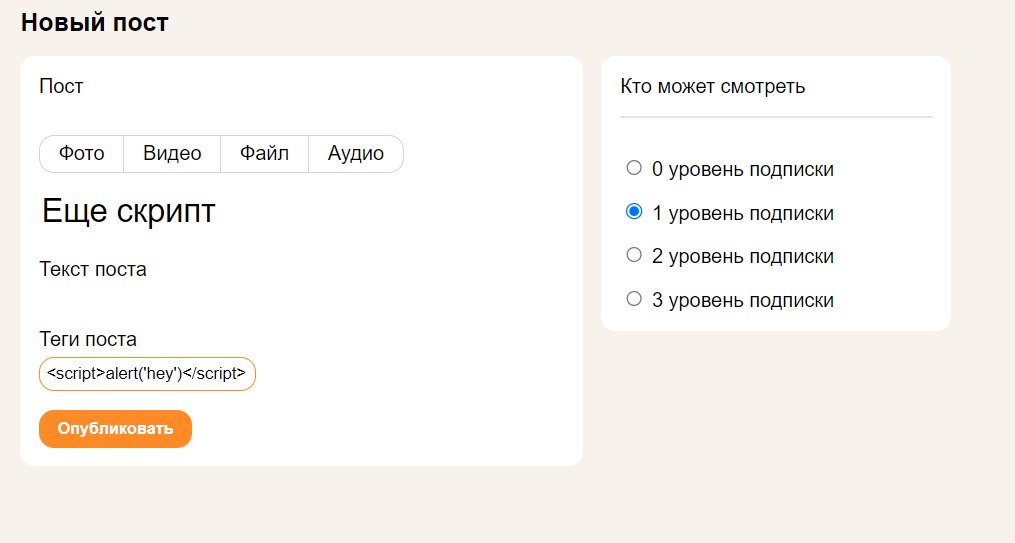 Новый пост
Пост
Фото Видео Файл Аудио
Еще скрипт
Текст поста
Теги поста
<script>alert('hey')</script>
Опубликовать
Кто может смотреть
0 уровень подписки
1 уровень подписки
2 уровень подписки
3 уровень подписки